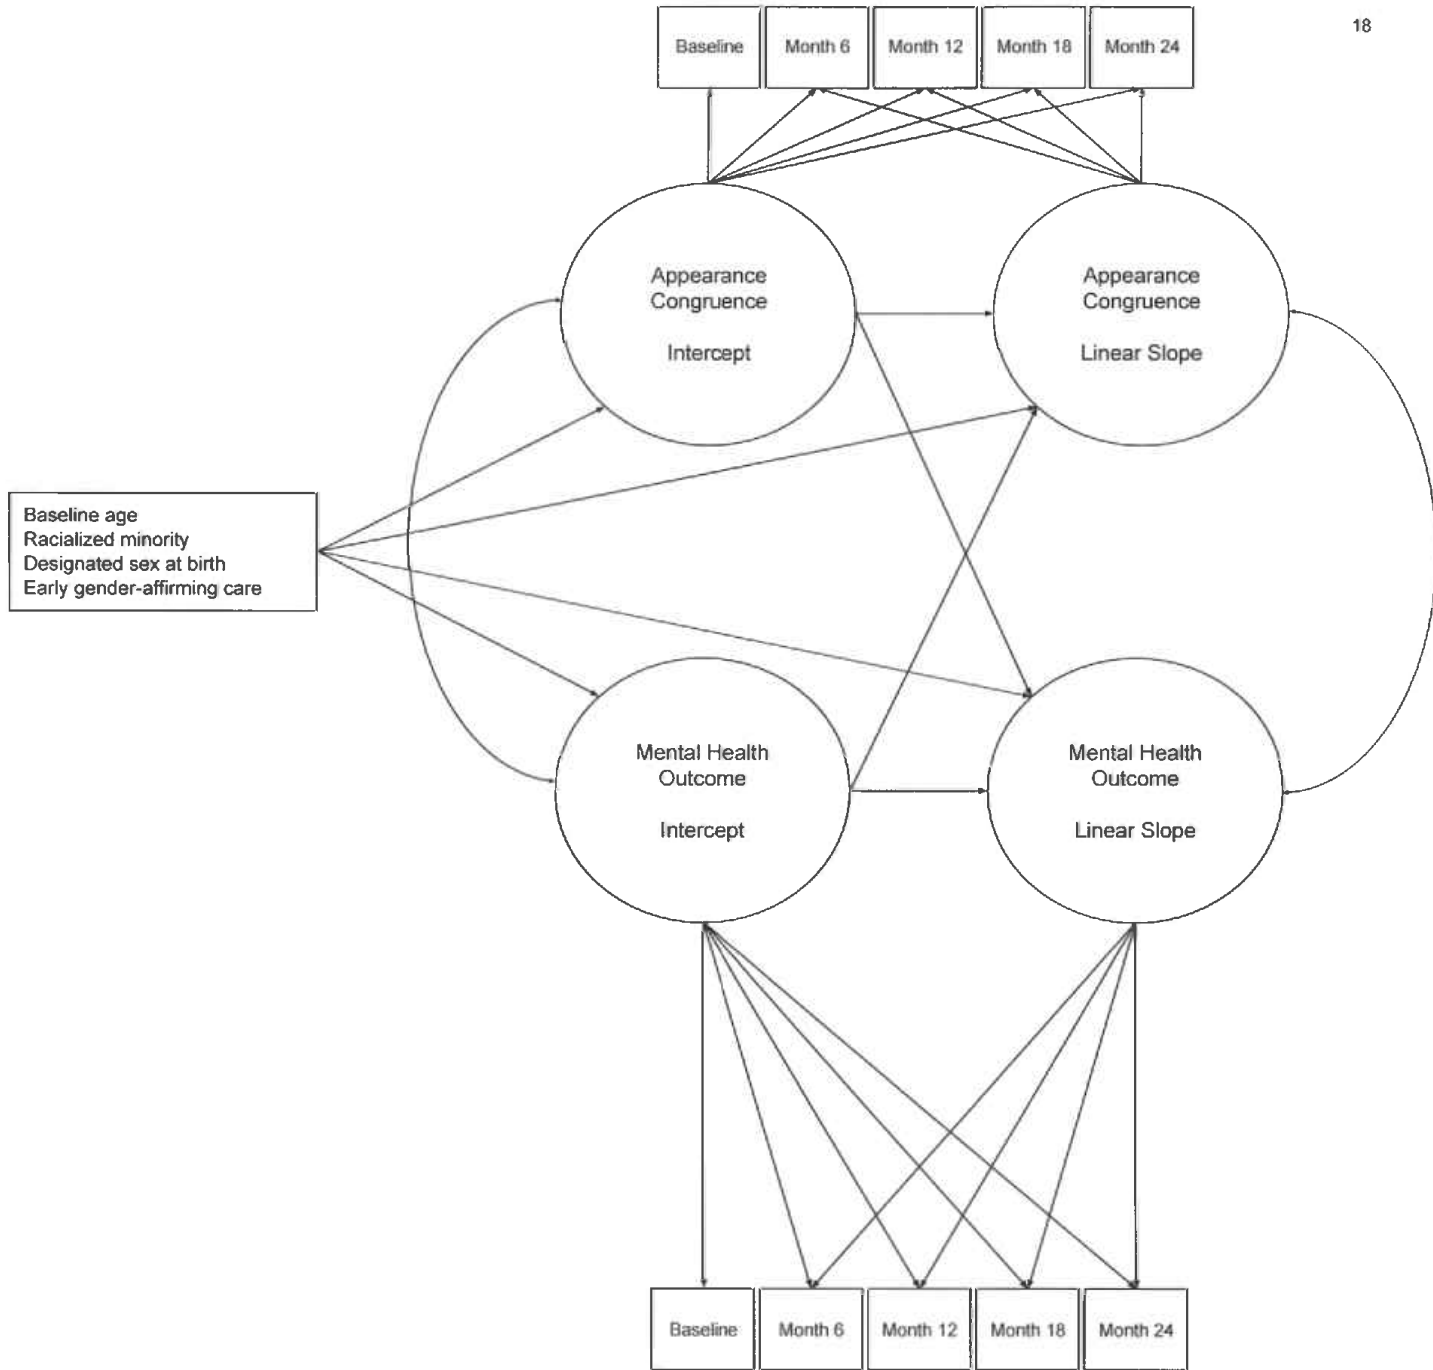 18
Baseline
Month 6
Month 12
Month 18
Month 24
Appearance
Congruence
Intercept
Appearance
Congruence
Linear Slope
Baseline age
Racialized minority
Designated sex at birth
Early gender-affirming care
Mental Health
Outcome
Intercept
Mental Health
Outcome
Linear Slope
Baseline
Month 6
Month 12
Month 18
Month 24